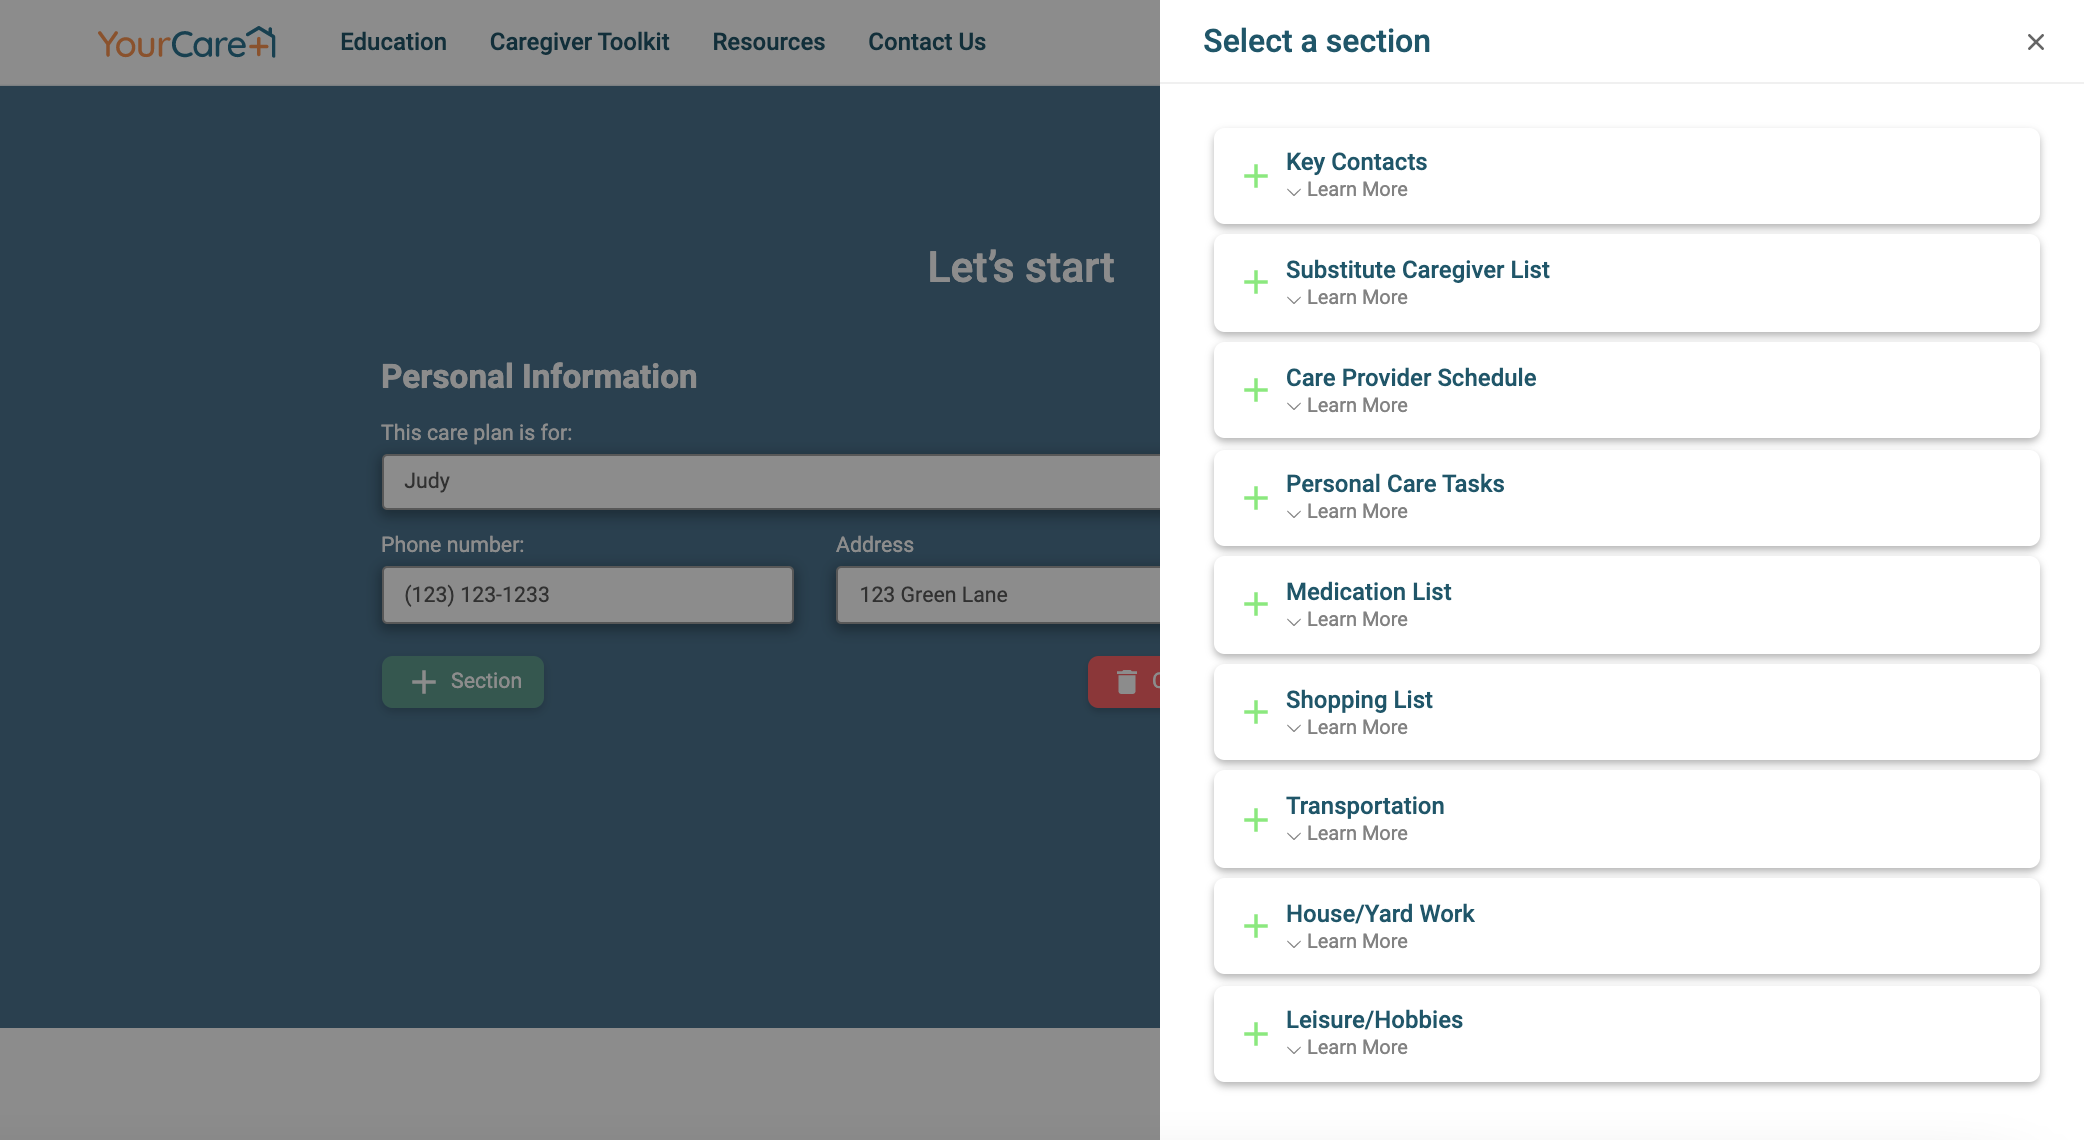 YourCare
Education
Caregiver Toolkit
Resources
Contact Us
Let's start
Personal Information
This care plan is for:
Judy
Phone number:
Address
(123) 123-1233
123 Green Lane
Section
Select a section
Key Contacts
Learn More
Substitute Caregiver List
Learn More
Care Provider Schedule
Learn More
Personal Care Tasks
Learn More
Medication List
Learn More
Shopping List
Learn More
Transportation
Learn More
House/Yard Work
Learn More
Leisure/Hobbies
Learn More